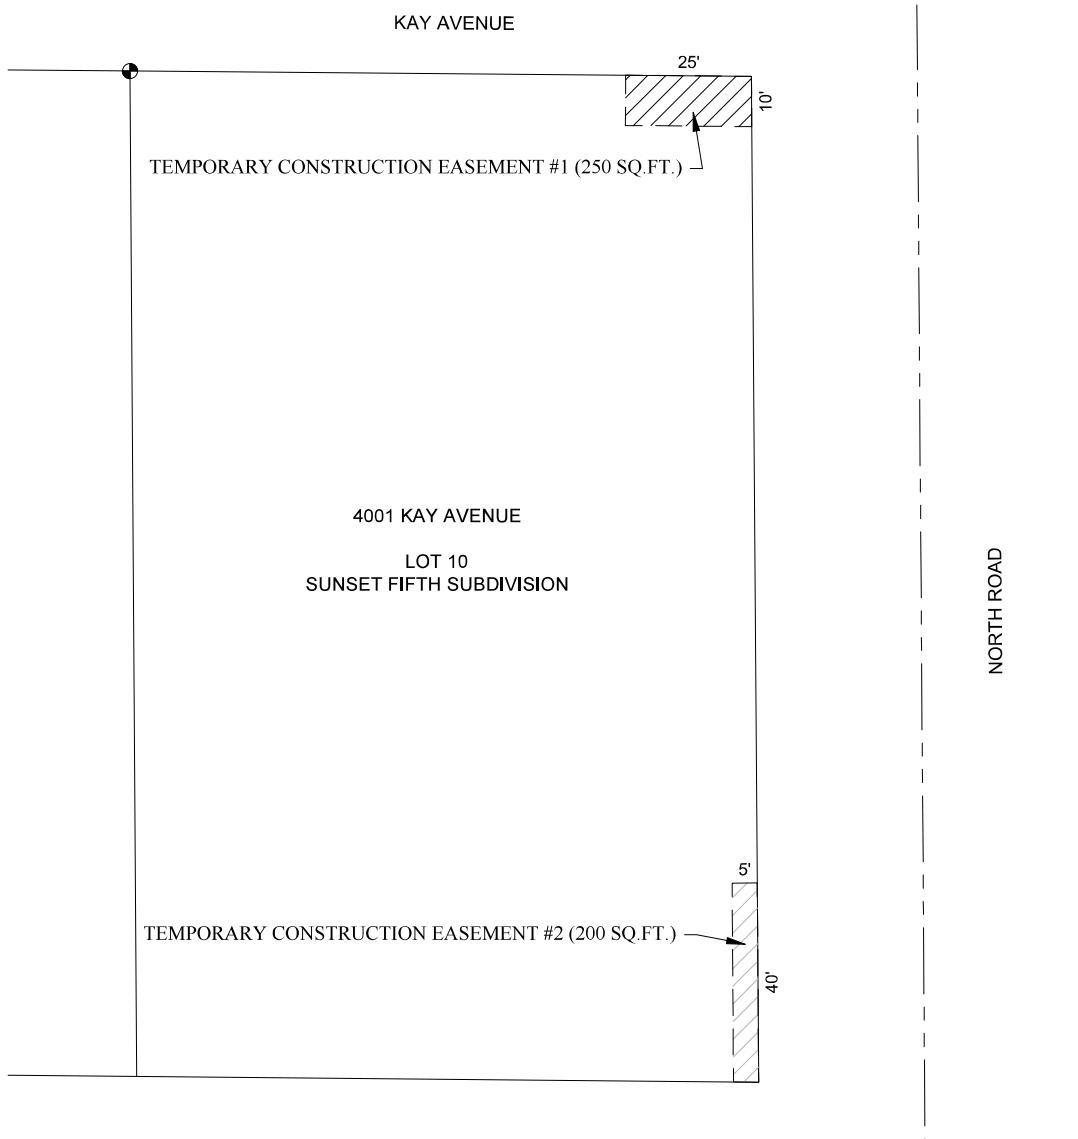 KAY AVENUE
25'
10'
TEMPORARY CONSTRUCTION EASEMENT #1 (250 SQ.FT.)
4001 KAY AVENUE
LOT 10
SUNSET FIFTH SUBDIVISION
NORTH ROAD
5'
TEMPORARY CONSTRUCTION EASEMENT #2 (200 SQ.FT.)
40'